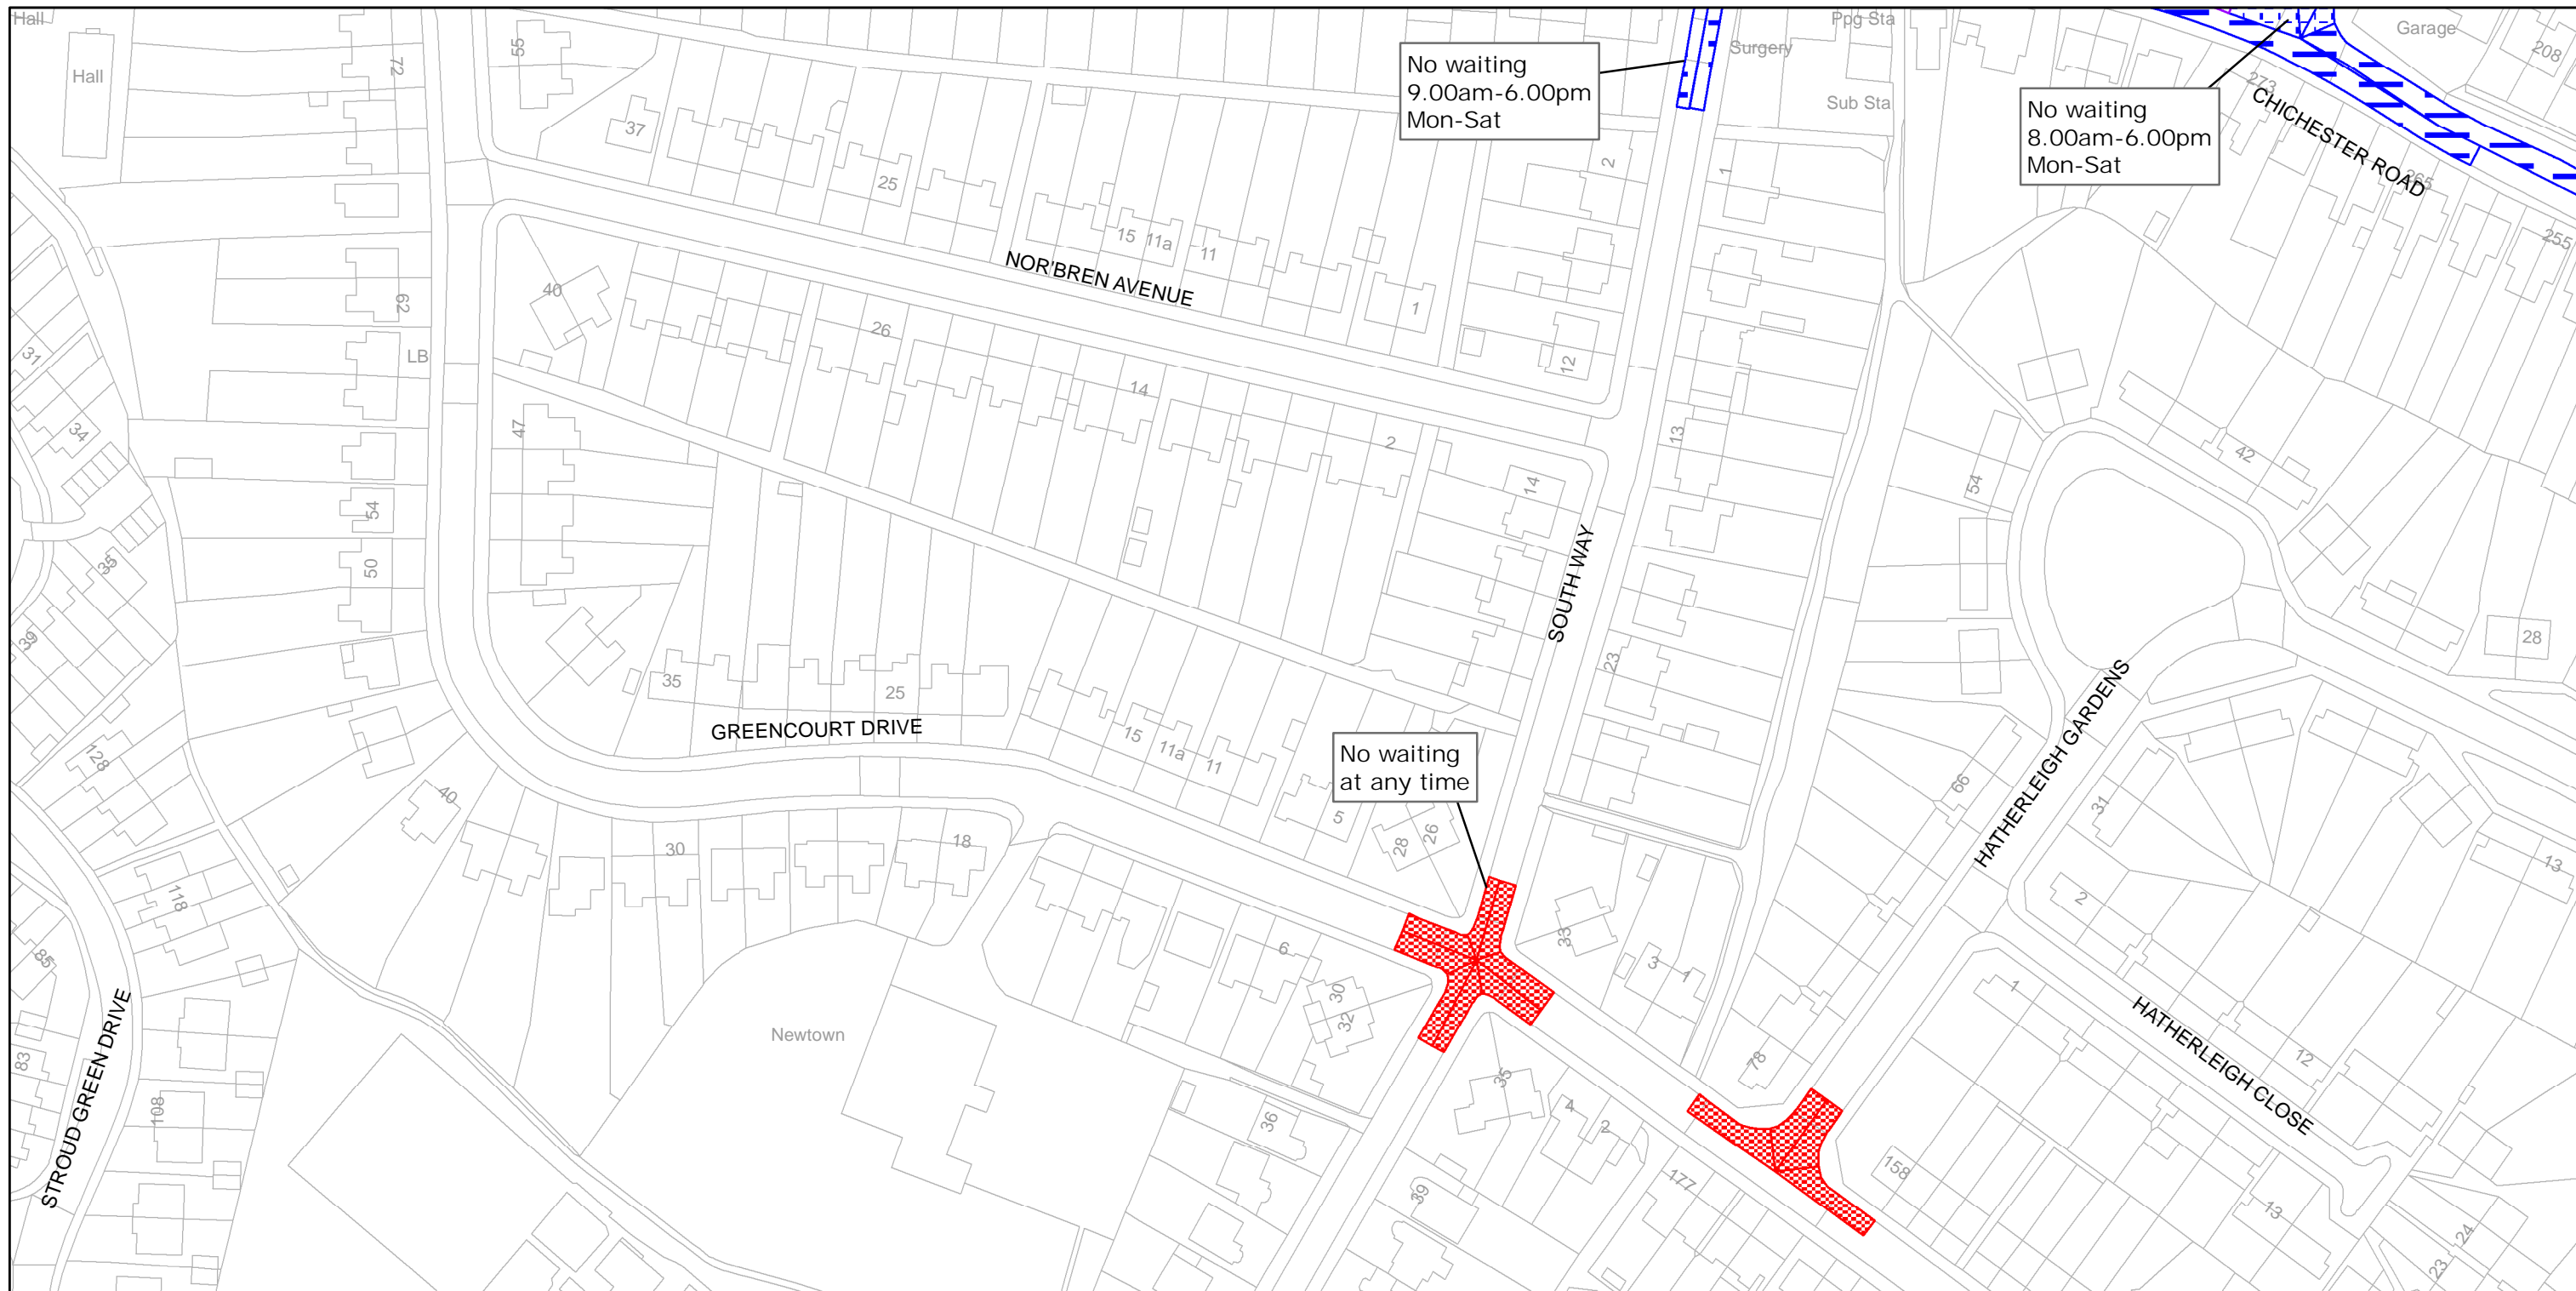 Hall
Hall
72
55
37
25
15
11a
11
1
NOR'BREN AVENUE
No waiting
9.00am-6.00pm
Mon-Sat
Surgery
Ppg Sta
Sub Sta
No waiting
8.00am-6.00pm
Mon-Sat
Garage
208
273
CHICHESTER ROAD
265
255
2
1
12
62
LB
40
26
14
2
31
34
47
54
50
35
39
14
13
SOUTH WAY
23
54
42
28
HATHERLEIGH GARDENS
35
25
GREENCOURT DRIVE
15
11a
11
5
28
26
No waiting
at any time
128
40
30
18
118
85
STROUD GREEN DRIVE
83
108
Newtown
6
30
32
33
3
1
66
31
2
13
78
1
HATHERLEIGH CLOSE
12
35
4
2
36
39
177
158
13
24
23